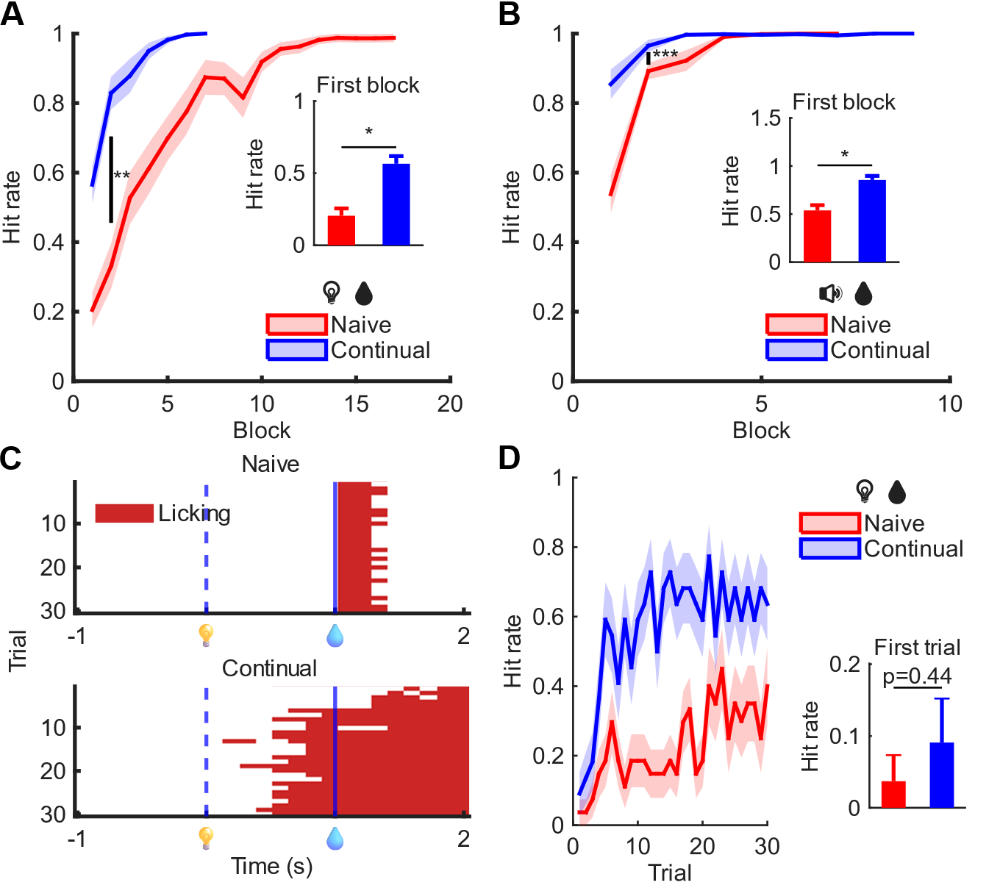 A
1
0.8
0.6
0.4
0.2
0
Hit rate
**
First block
1
0.5
0
Hit rate
*
Naive
Continual
0 5 10 15 20
Block
B
1
0.8
0.6
0.4
0.2
0
Hit rate
***
First block
1.5
1
0.5
0
Hit rate
*
Naive
Continual
0 5 10
Block
C
Naive
Licking
10
20
30
-1 2
Trial
Continual
10
20
30
-1 2
Time (s)
D
1
0.8
0.6
0.4
0.2
0
Hit rate
0 10 20 30
Trial
Naive
Continual
First trial
p=0.44
0.2
0.1
0
Hit rate